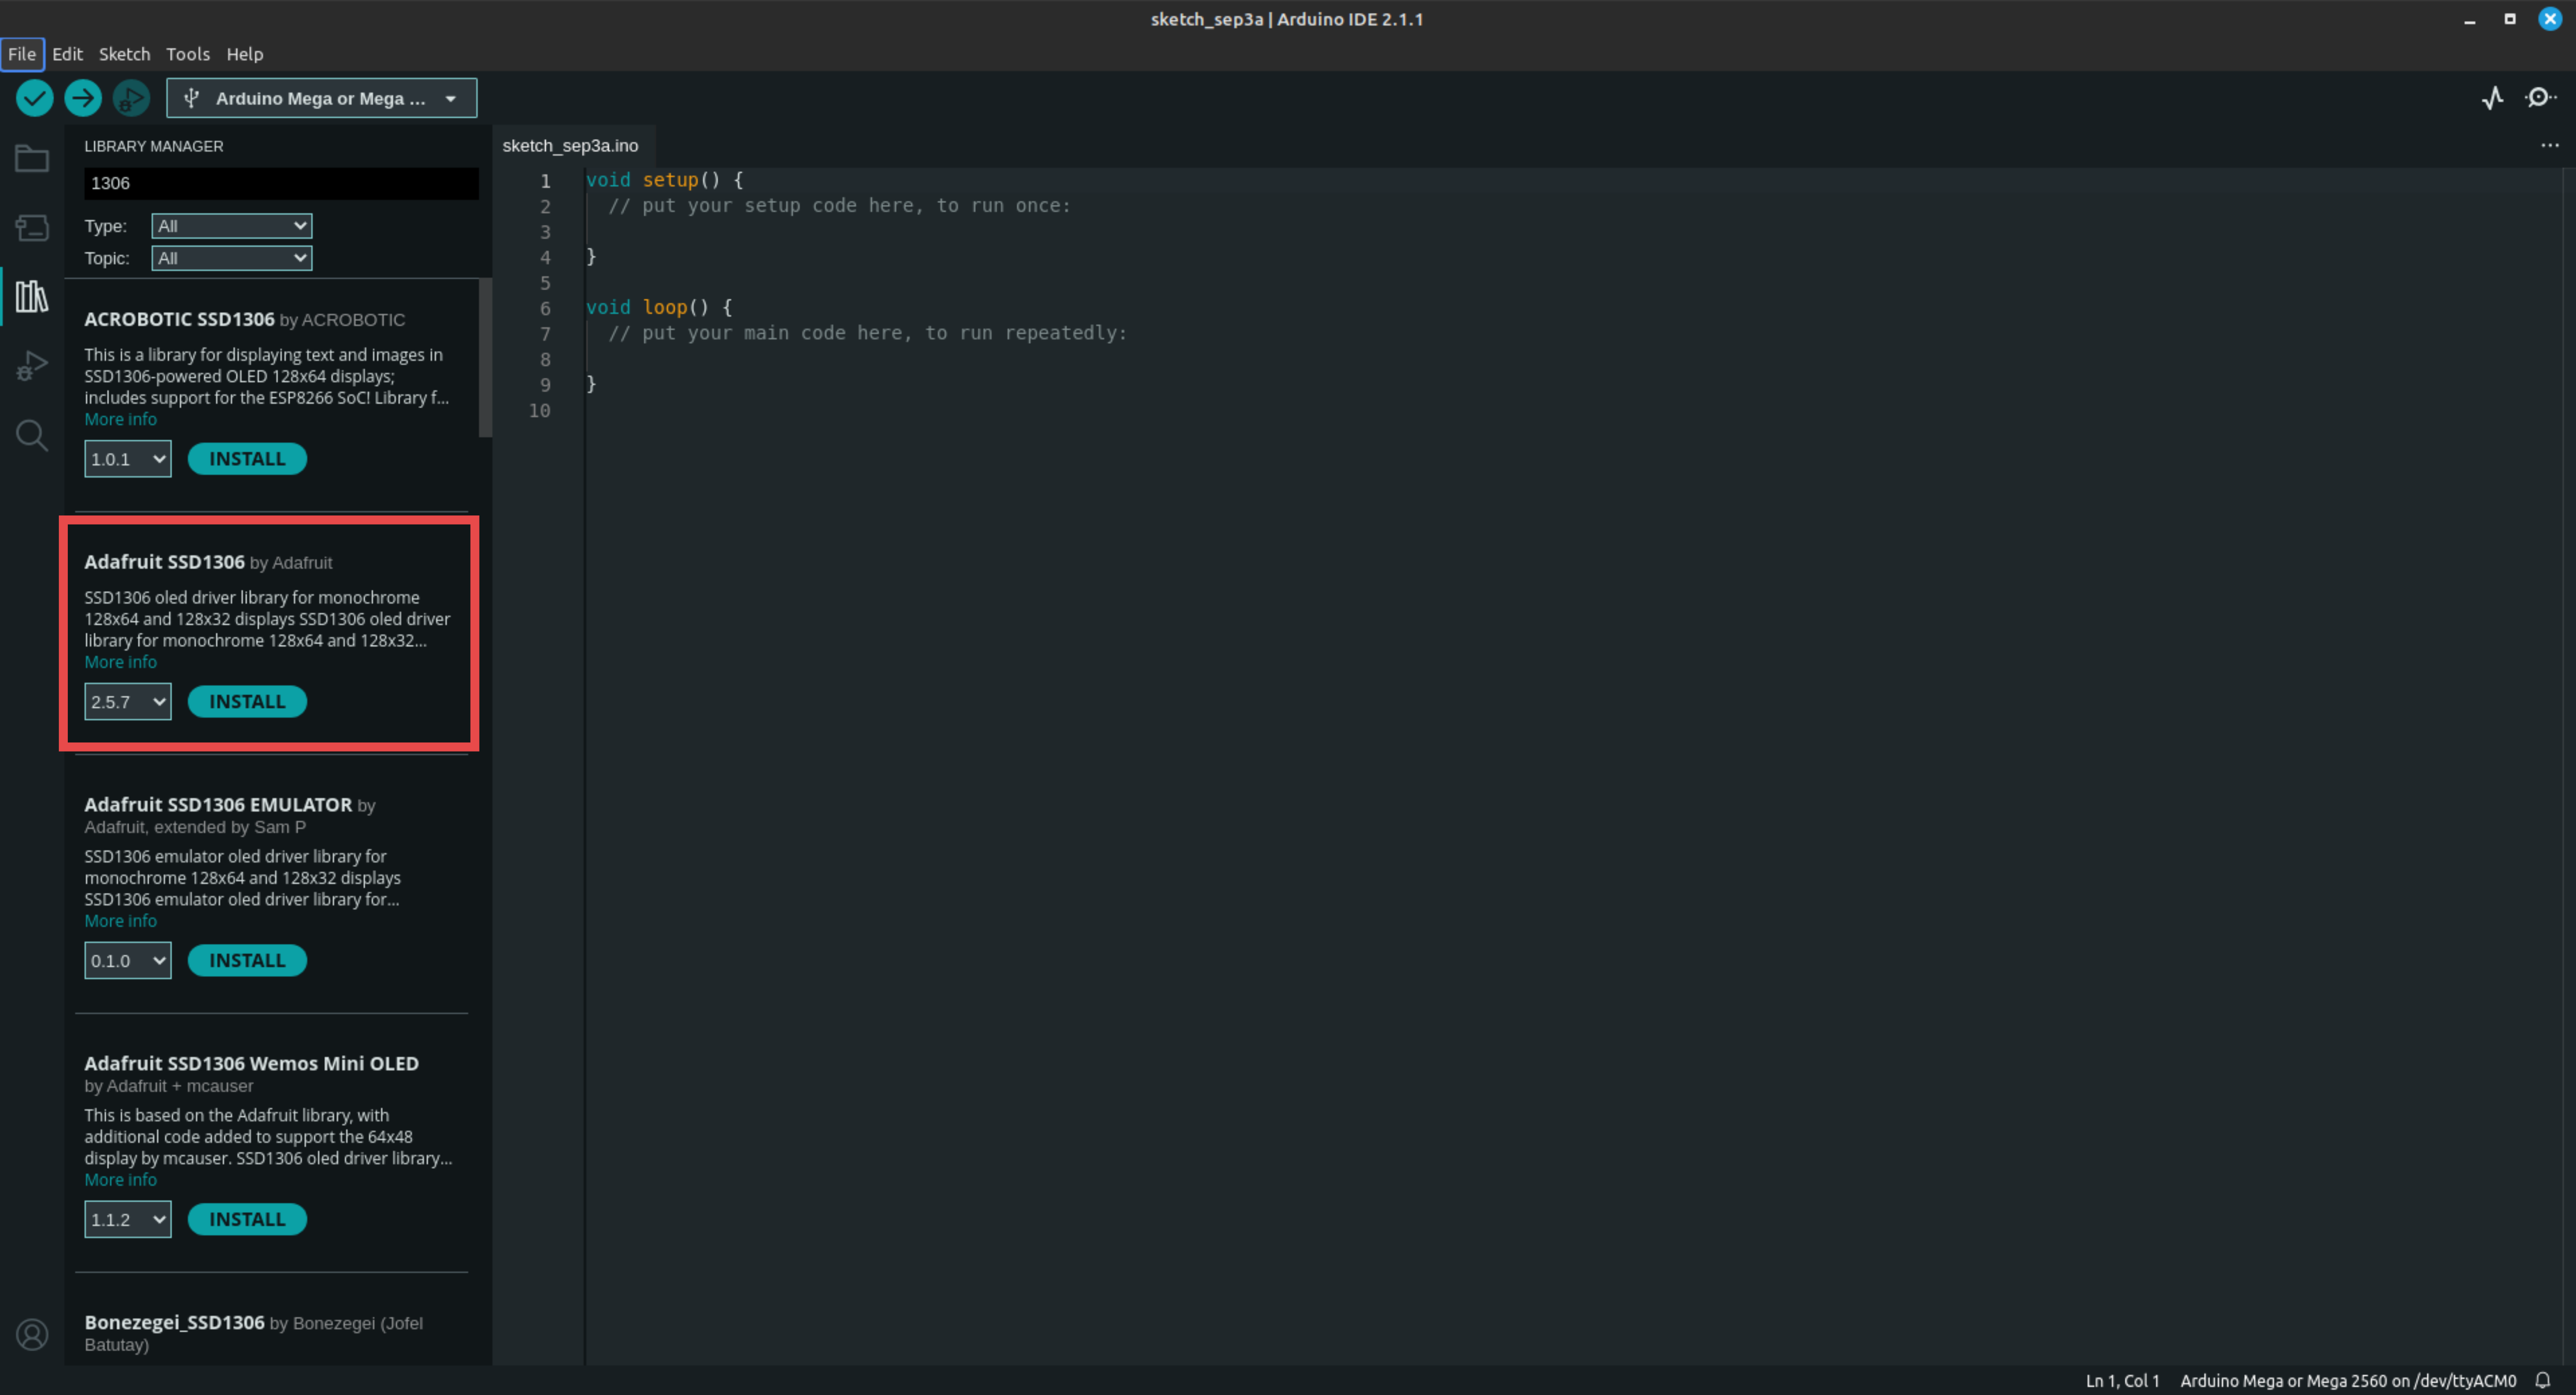 sketch_sep3a | Arduino IDE 2.1.1
File Edit Sketch Tools Help
Arduino Mega or Mega ...
LIBRARY MANAGER
1306
Type: All
Topic: All
ACROBOTIC SSD1306 by ACROBOTIC
This is a library for displaying text and images in
SSD1306-powered OLED 128x64 displays;
includes support for the ESP8266 SoC! Library f...
More info
1.0.1 INSTALL
Adafruit SSD1306 by Adafruit
SSD1306 oled driver library for monochrome
128x64 and 128x32 displays SSD1306 oled driver
library for monochrome 128x64 and 128x32...
More info
2.5.7 INSTALL
Adafruit SSD1306 EMULATOR by
Adafruit, extended by Sam P
SSD1306 emulator oled driver library for
monochrome 128x64 and 128x32 displays
SSD1306 emulator oled driver library for...
More info
0.1.0 INSTALL
Adafruit SSD1306 Wemos Mini OLED
by Adafruit + mcauser
This is based on the Adafruit library, with
additional code added to support the 64x48
display by mcauser. SSD1306 oled driver library...
More info
1.1.2 INSTALL
Bonezegei_SSD1306 by Bonezegei (Jofel
Batutay)
sketch_sep3a.ino
...
1 void setup() {
2 // put your setup code here, to run once:
3
4 }
5
6 void loop() {
7 // put your main code here, to run repeatedly:
8
9 }
10
Ln 1, Col 1 Arduino Mega or Mega 2560 on /dev/ttyACM0